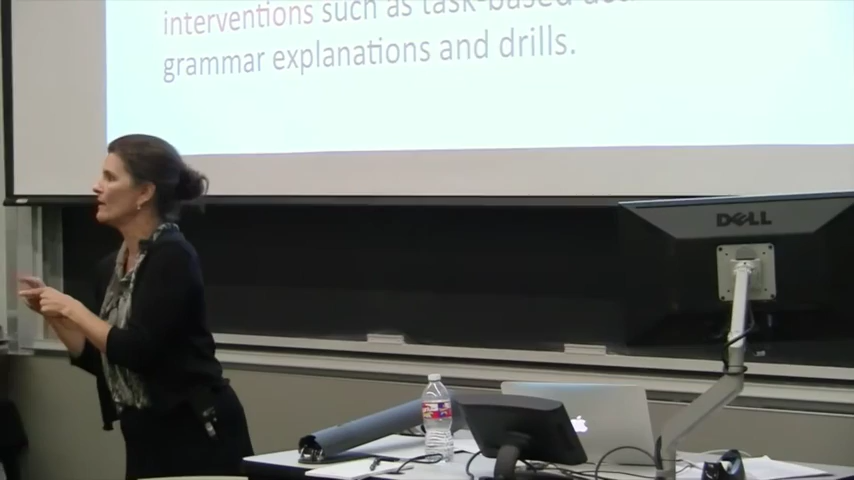 interventions such as task-based
grammar explanations and drills.
DELL